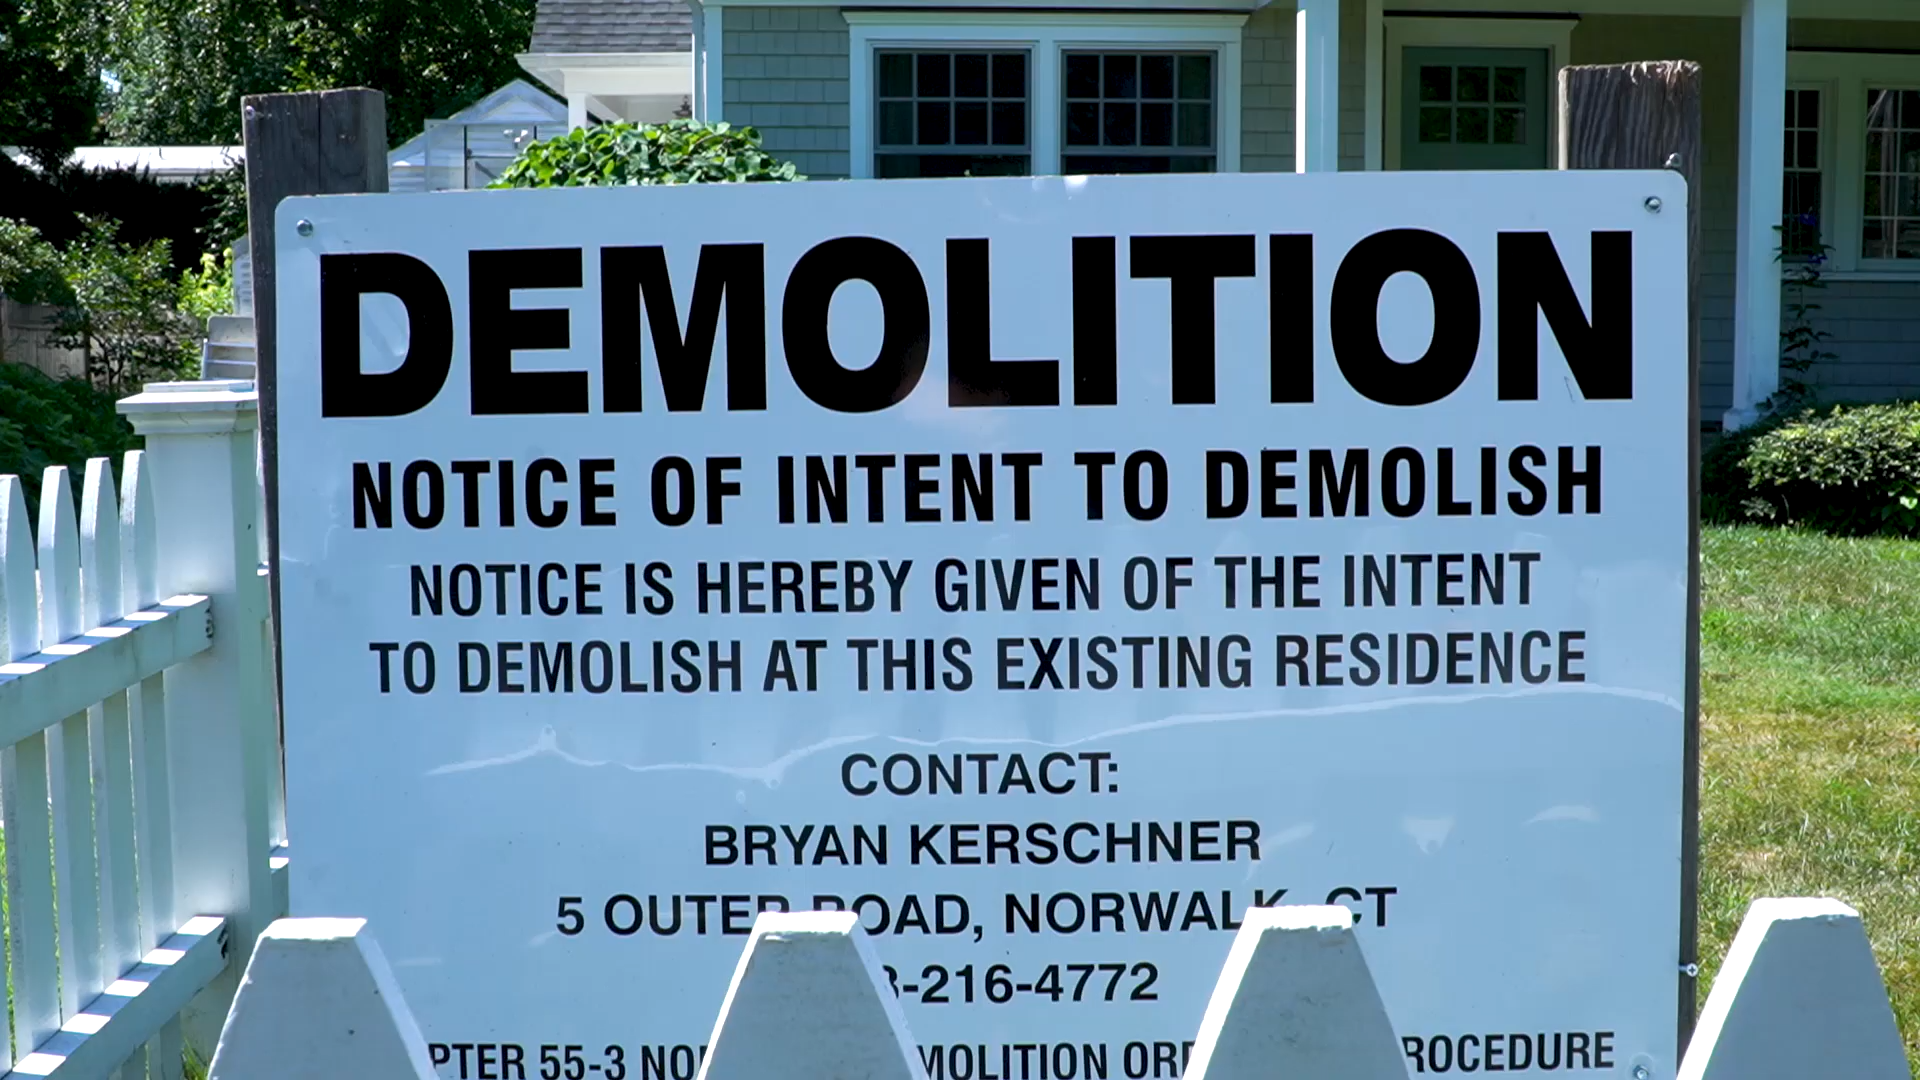 DEMOLITION
NOTICE OF INTENT TO DEMOLISH
NOTICE IS HEREBY GIVEN OF THE INTENT
TO DEMOLISH AT THIS EXISTING RESIDENCE
CONTACT:
BRYAN KERSCHNER
5 OUTER ROAD, NORWALK, CT
-216-4772
55-3